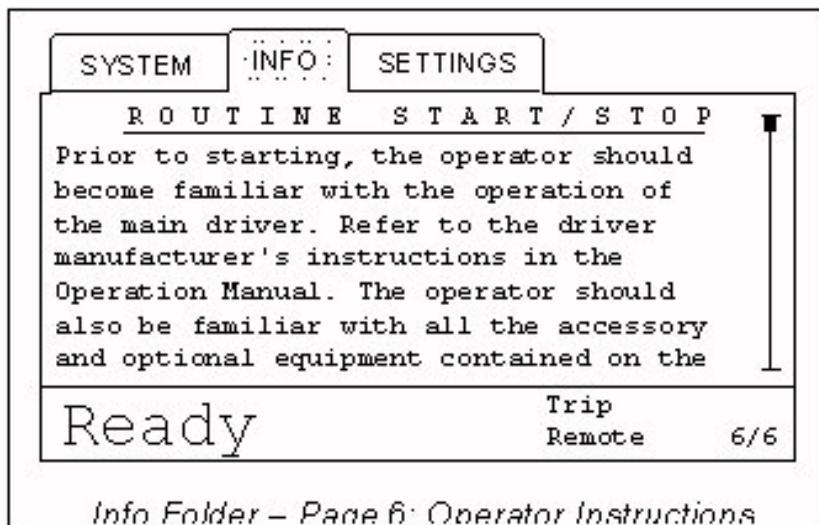 SYSTEM INFO SETTINGS
ROUTINE START/STOP
Prior to starting, the operator should
become familiar with the operation of
the main driver. Refer to the driver
manufacturer's instructions in the
Operation Manual. The operator should
also be familiar with all the accessory
and optional equipment contained on the
Ready
Trip
Remote 6/6
Info Folder – Page 6: Operator Instructions